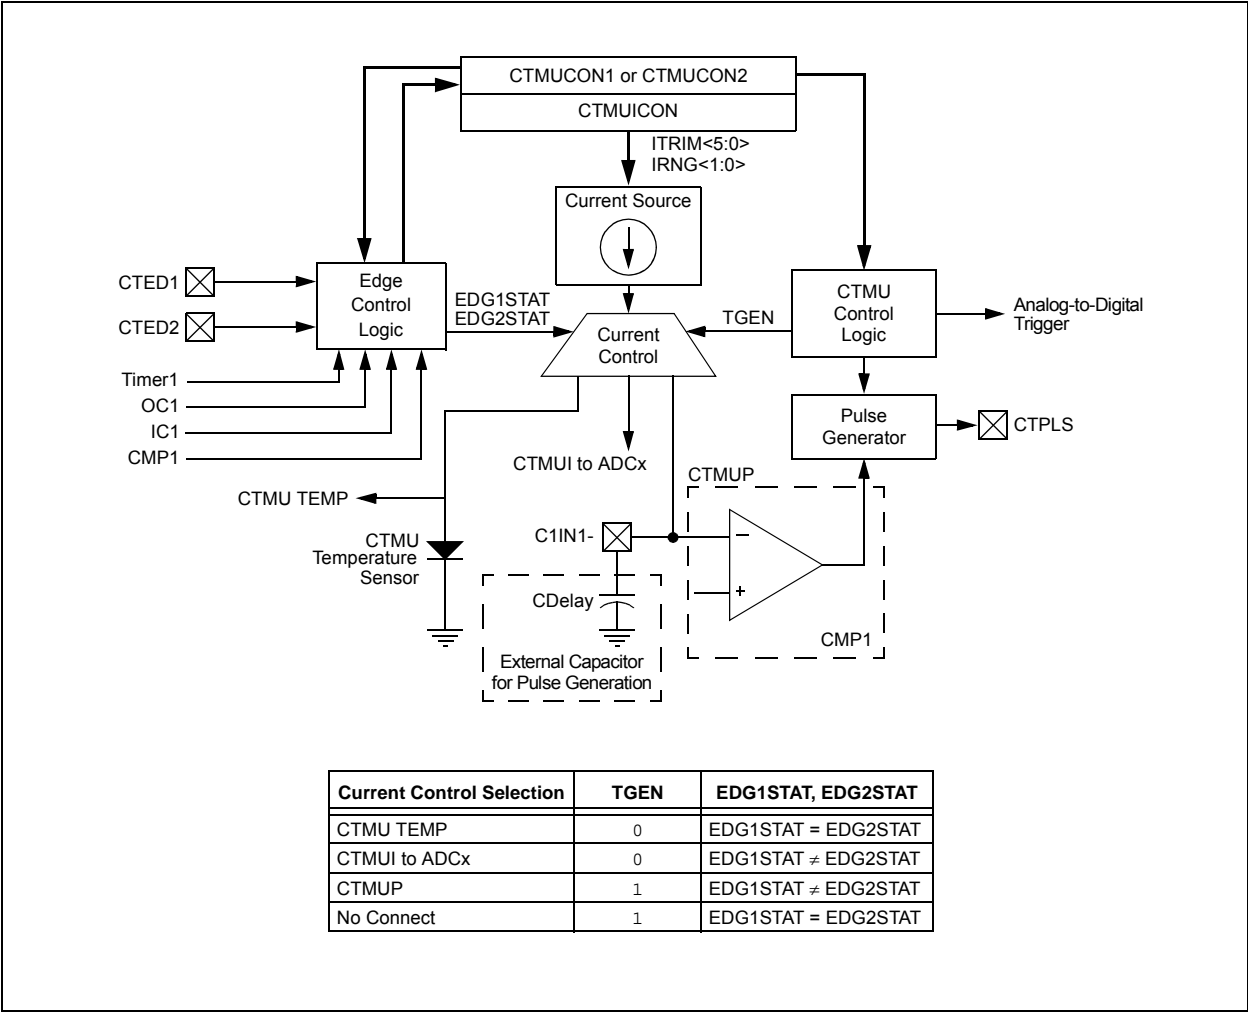 CTMUCON1 or CTMUCON2
CTMUICON
ITRIM<5:0>
IRNG<1:0>
Current Source
CTED1
CTED2
Edge
Control
Logic
EDG1STAT
EDG2STAT
Current
Control
TGEN
CTMU
Control
Logic
Analog-to-Digital
Trigger
Timer1
OC1
IC1
CMP1
Pulse
Generator
CTPLS
CTMUI to ADCx
CTMUP
CTMU TEMP
C1IN1-
CTMU
Temperature
Sensor
–
+
CDelay
CMP1
External Capacitor
for Pulse Generation
Current Control Selection TGEN EDG1STAT, EDG2STAT
CTMU TEMP 0 EDG1STAT = EDG2STAT
CTMUI to ADCx 0 EDG1STAT ≠ EDG2STAT
CTMUP 1 EDG1STAT ≠ EDG2STAT
No Connect 1 EDG1STAT = EDG2STAT